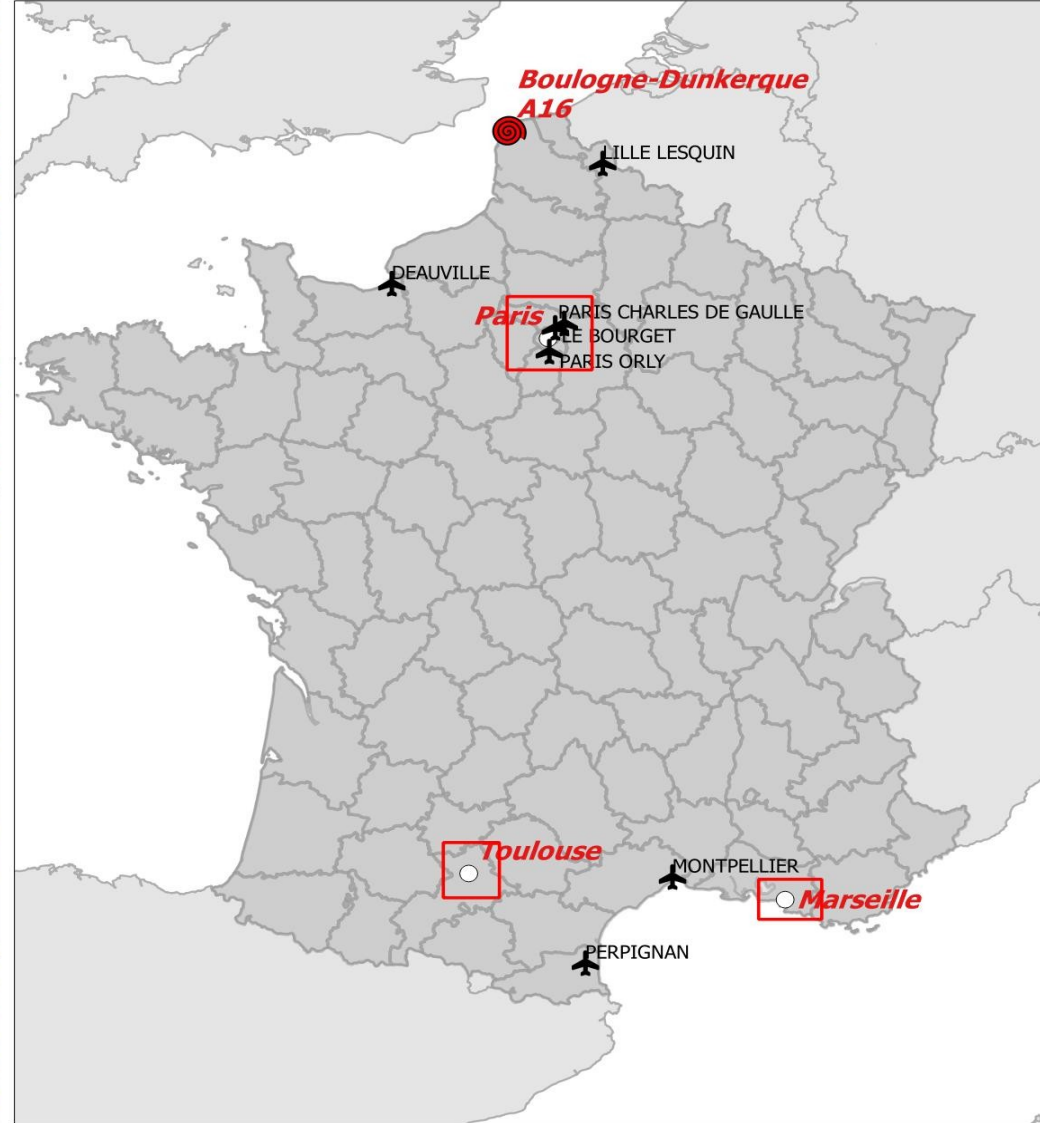 Boulogne-Dunkerque
A16
LILLE LESQUIN
DEAUVILLE
Paris
PARIS CHARLES DE GAULLE
LE BOURGET
PARIS ORLY
Toulouse
MONTPELLIER
Marseille
PERPIGNAN